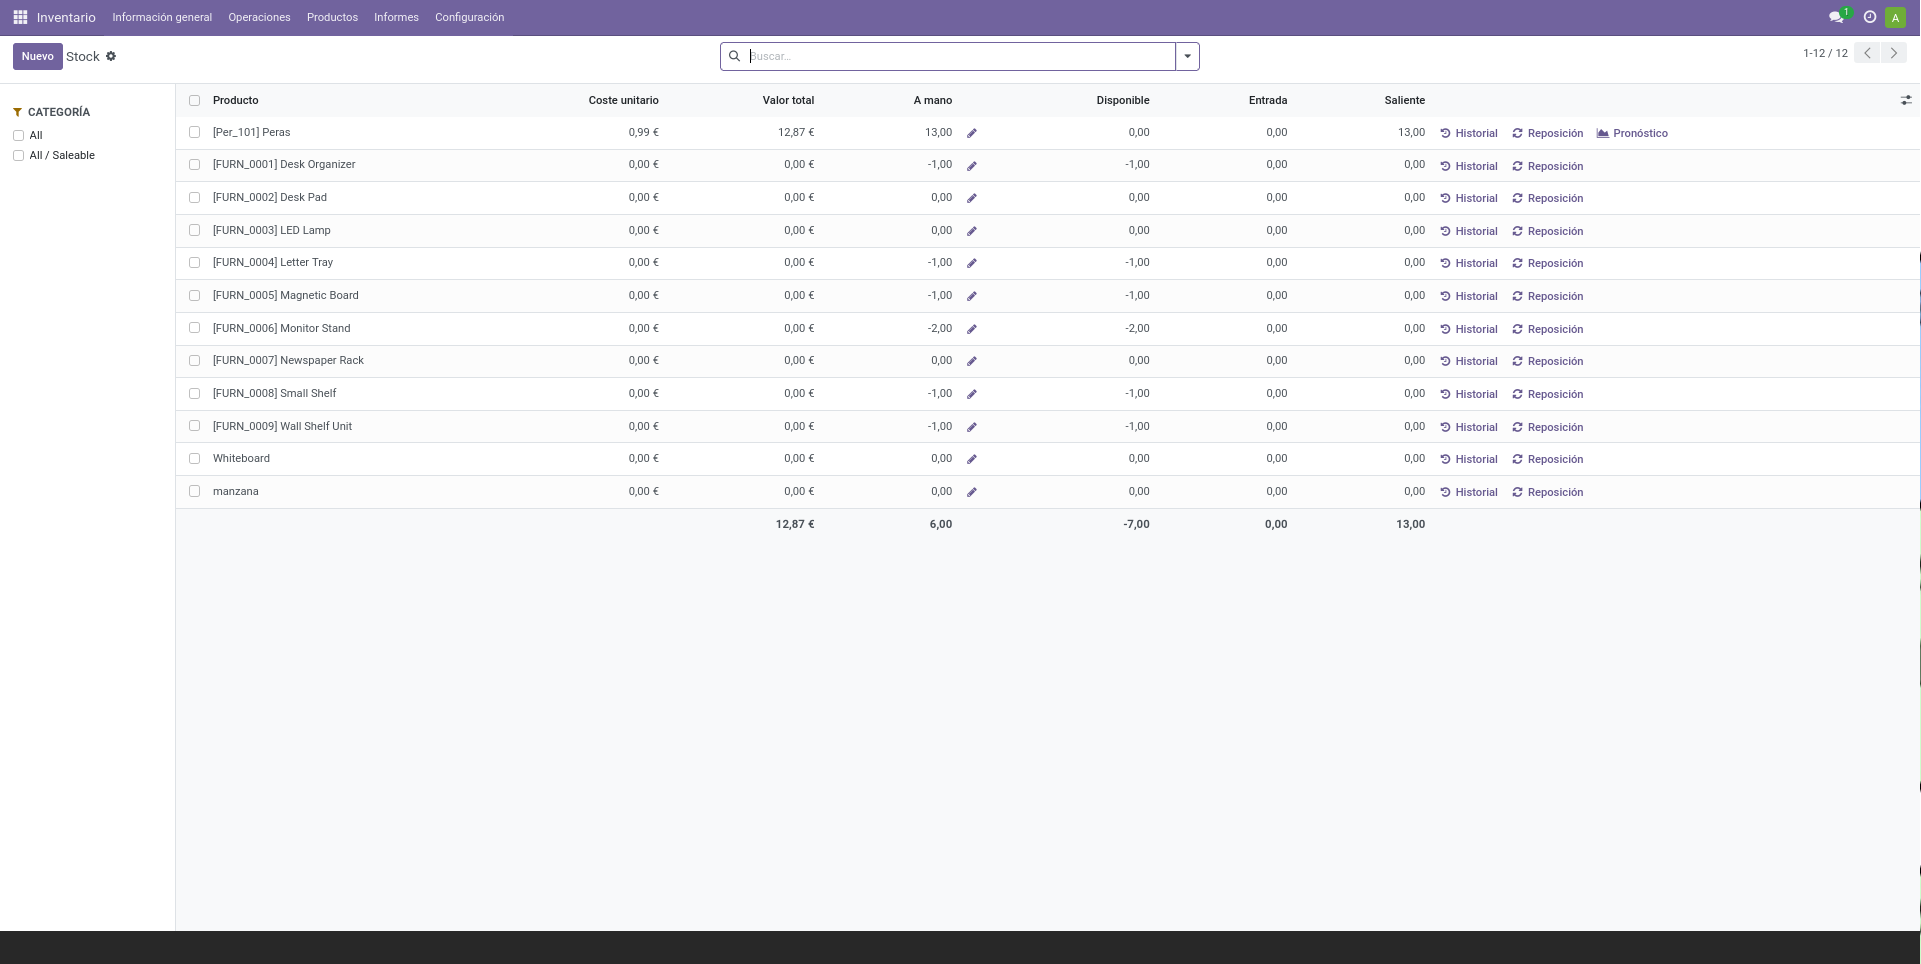 Inventario Información general Operaciones Productos Informes Configuración 1 A
Nuevo Stock Buscar... 1-12 / 12
CATEGORÍA
All
All / Saleable
Producto Coste unitario Valor total A mano Disponible Entrada Saliente
[Per_101] Peras 0,99 € 12,87 € 13,00 0,00 0,00 13,00 Historial Reposición Pronóstico
[FURN_0001] Desk Organizer 0,00 € 0,00 € -1,00 -1,00 0,00 0,00 Historial Reposición
[FURN_0002] Desk Pad 0,00 € 0,00 € 0,00 0,00 0,00 0,00 Historial Reposición
[FURN_0003] LED Lamp 0,00 € 0,00 € 0,00 0,00 0,00 0,00 Historial Reposición
[FURN_0004] Letter Tray 0,00 € 0,00 € -1,00 -1,00 0,00 0,00 Historial Reposición
[FURN_0005] Magnetic Board 0,00 € 0,00 € -1,00 -1,00 0,00 0,00 Historial Reposición
[FURN_0006] Monitor Stand 0,00 € 0,00 € -2,00 -2,00 0,00 0,00 Historial Reposición
[FURN_0007] Newspaper Rack 0,00 € 0,00 € 0,00 0,00 0,00 0,00 Historial Reposición
[FURN_0008] Small Shelf 0,00 € 0,00 € -1,00 -1,00 0,00 0,00 Historial Reposición
[FURN_0009] Wall Shelf Unit 0,00 € 0,00 € -1,00 -1,00 0,00 0,00 Historial Reposición
Whiteboard 0,00 € 0,00 € 0,00 0,00 0,00 0,00 Historial Reposición
manzana 0,00 € 0,00 € 0,00 0,00 0,00 0,00 Historial Reposición
12,87 € 6,00 -7,00 0,00 13,00